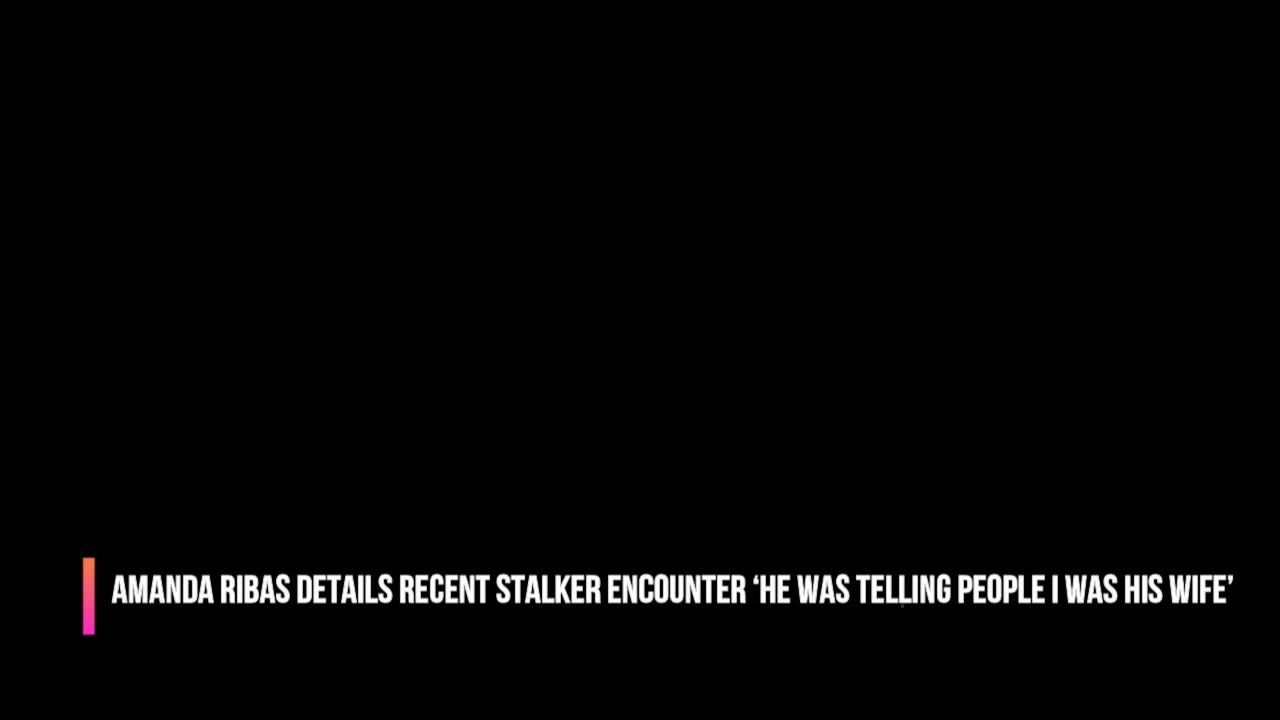 AMANDA RIBAS DETAILS RECENT STALKER ENCOUNTER ‘HE WAS TELLING PEOPLE I WAS HIS WIFE’